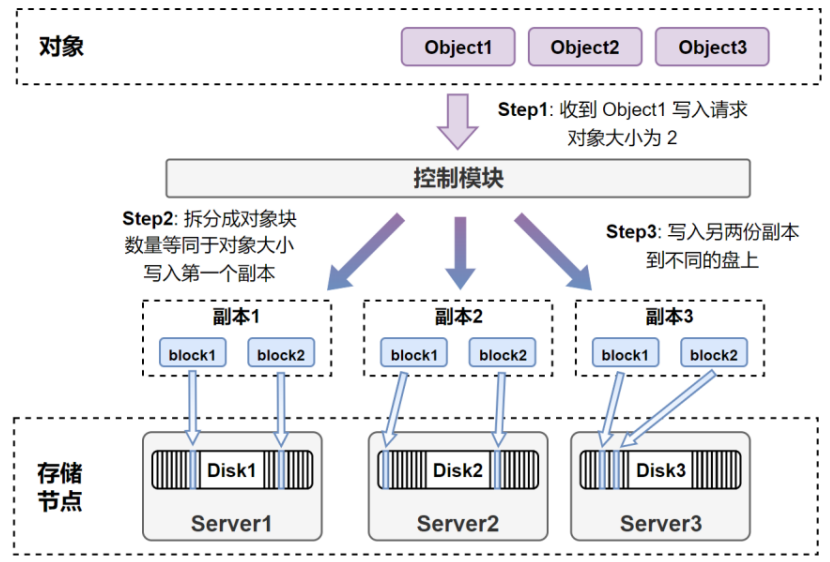 对象
Object1 Object2 Object3
Step1: 收到 Object1 写入请求
对象大小为 2
控制模块
Step2: 拆分成对象块
数量等同于对象大小
写入第一个副本
Step3: 写入另两份副本
到不同的盘上
副本1 副本2 副本3
block1 block2 block1 block2 block1 block2
存储
节点
Disk1 Disk2 Disk3
Server1 Server2 Server3